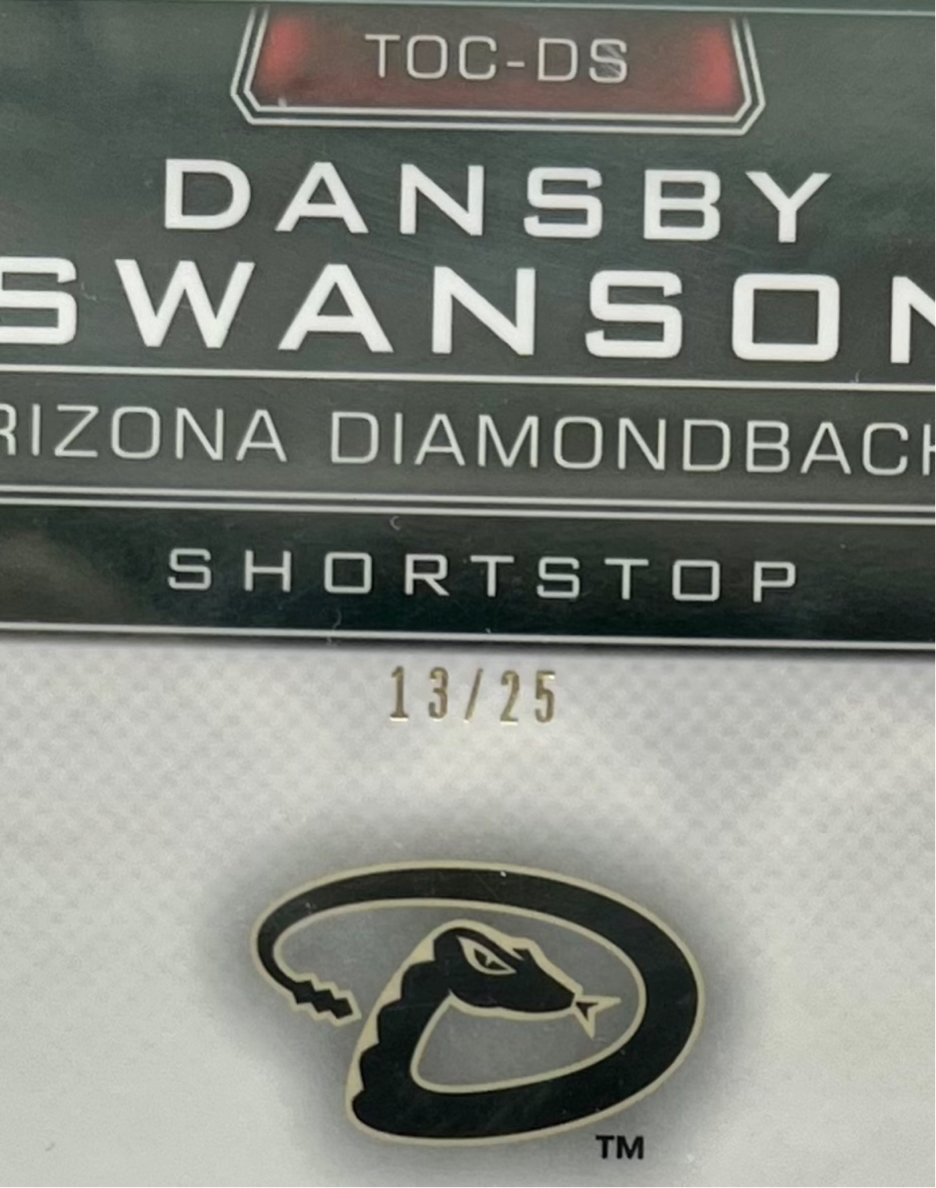 TOC-DS
DANSBY
SWANSON
RIZONA DIAMONDBACK
SHORTSTOP
13/25
TM